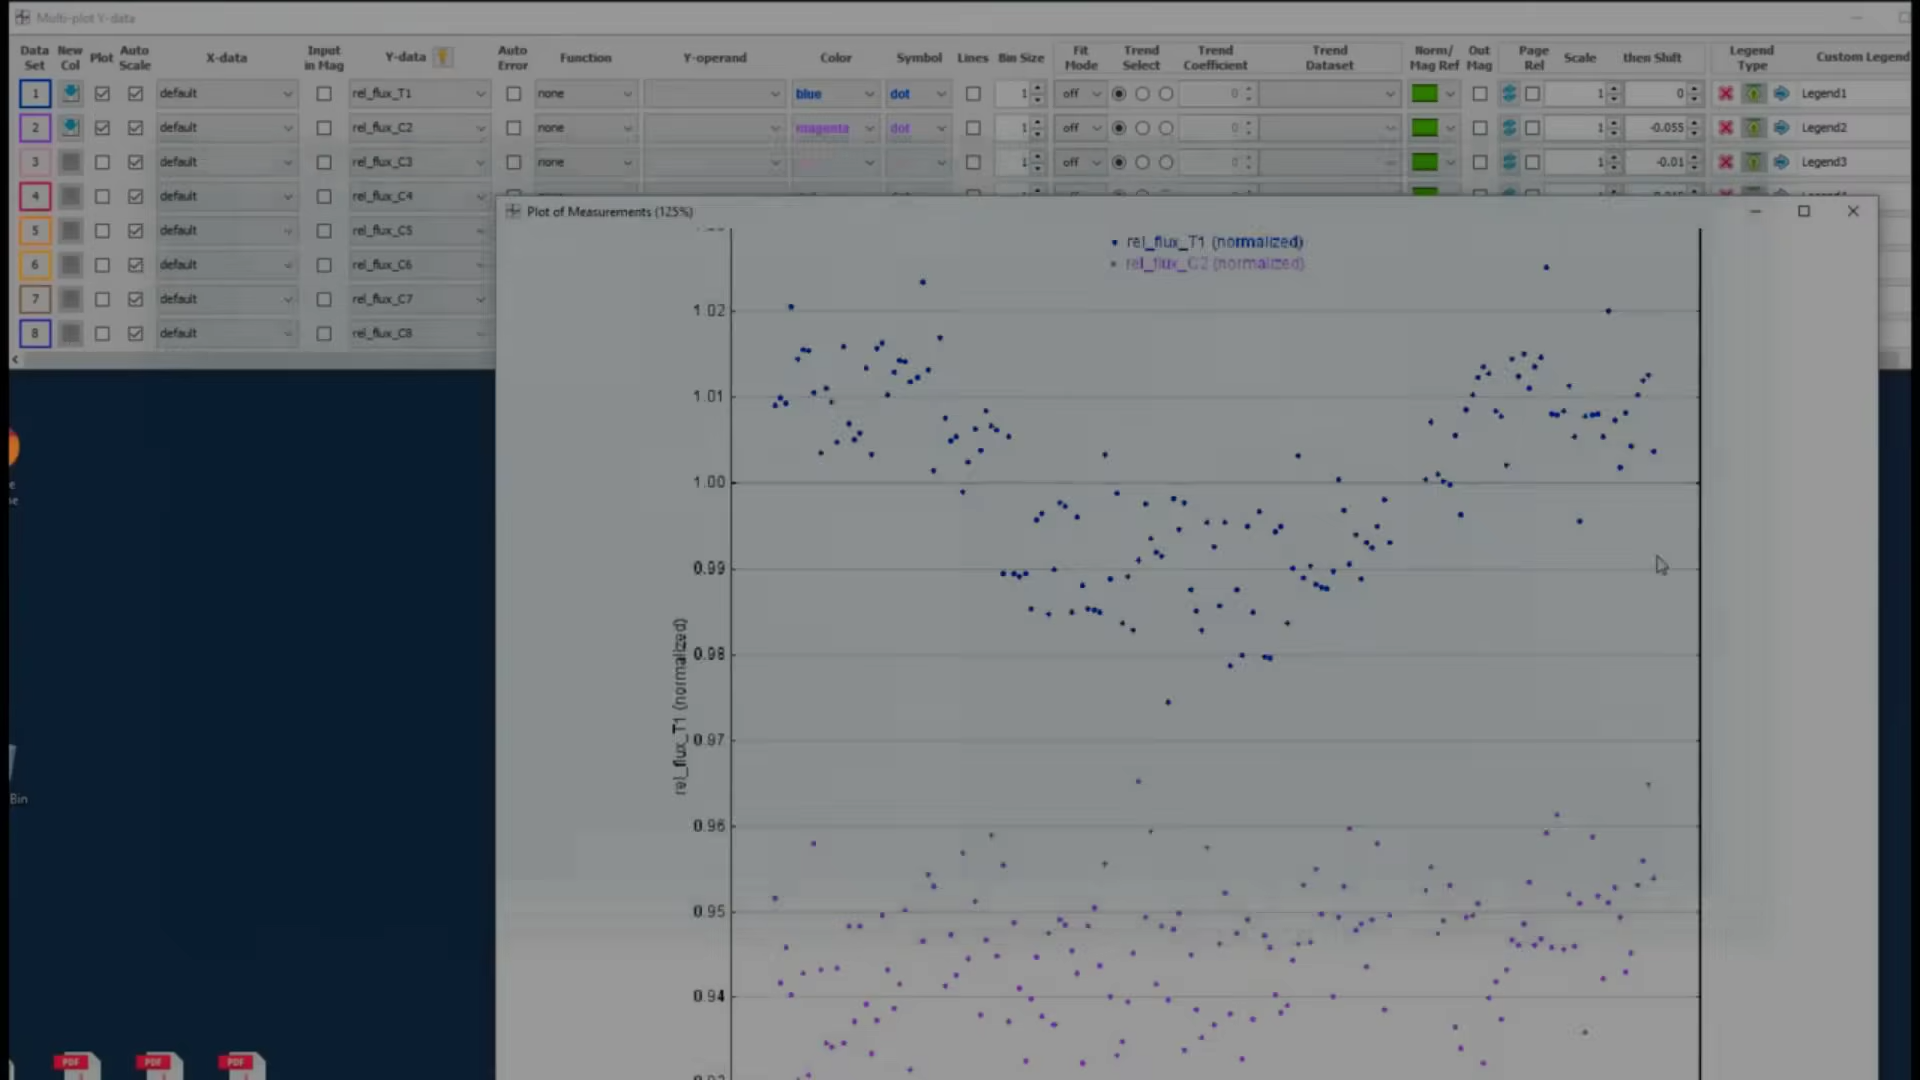 Multi-plot Y-data
Data Set New Col Plot Auto Scale X-data Input in Mag Y-data Auto Error Function Y-operand Color Symbol Lines Bin Size Fit Mode Trend Select Trend Coefficient Trend Dataset Norm/ Mag Ref Out Mag Page Rel Scale then Shift Legend Type Custom Legend
1 default rel_flux_T1 none blue dot 1 off 0 1 0 Legend1
2 default rel_flux_C2 none magenta dot 1 off 0 1 -0.055 Legend2
3 default rel_flux_C3 none 1 off 0 1 -0.01 Legend3
4 default rel_flux_C4
5 default rel_flux_C5
6 default rel_flux_C6
7 default rel_flux_C7
8 default rel_flux_C8
Plot of Measurements (125%)
rel_flux_T1 (normalized)
rel_flux_C2 (normalized)
1.02
1.01
1.00
0.99
0.98
0.97
0.96
0.95
0.94
rel_flux_T1 (normalized)
Bin
PDF PDF PDF